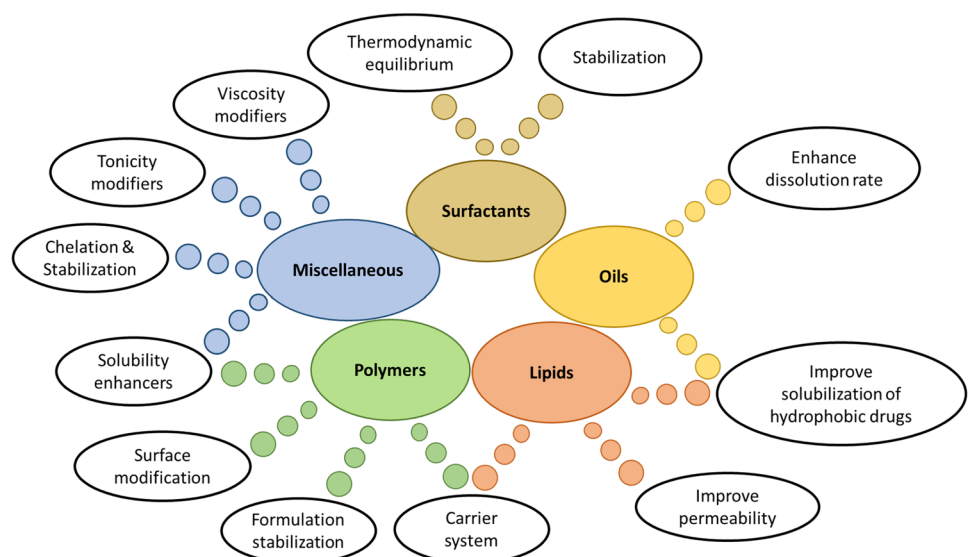 Thermodynamic
equilibrium
Stabilization
Viscosity
modifiers
Tonicity
modifiers
Enhance
dissolution rate
Surfactants
Chelation &
Stabilization
Miscellaneous
Oils
Solubility
enhancers
Polymers
Lipids
Improve
solubilization of
hydrophobic drugs
Surface
modification
Formulation
stabilization
Carrier
system
Improve
permeability